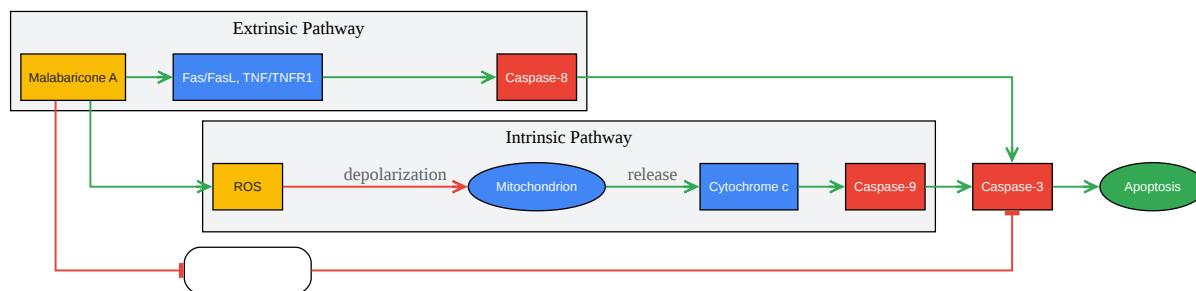 Extrinsic Pathway
Malabaricone A
Fas/FasL, TNF/TNFR1
Caspase-8
Intrinsic Pathway
ROS
depolarization
Mitochondrion
release
Cytochrome c
Caspase-9
Caspase-3
Apoptosis